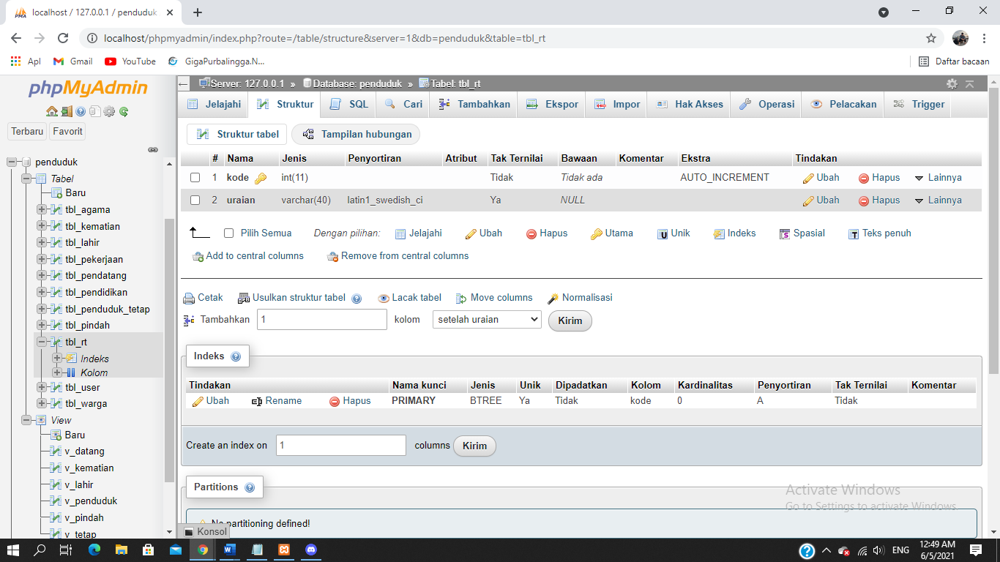 localhost / 127.0.0.1 / penduduk
localhost/phpmyadmin/index.php?route=/table/structure&server=1&db=penduduk&table=tbl_rt
Apl Gmail YouTube GigaPurbalingga.N... Daftar bacaan
phpMyAdmin
Terbaru Favorit
penduduk
Tabel
Baru
tbl_agama
tbl_kematian
tbl_lahir
tbl_pekerjaan
tbl_pendatang
tbl_pendidikan
tbl_penduduk_tetap
tbl_pindah
tbl_rt
Indeks
Kolom
tbl_user
tbl_warga
View
Baru
v_datang
v_kematian
v_lahir
v_penduduk
v_pindah
v_tetap
Server: 127.0.0.1 » Database: penduduk » Tabel: tbl_rt
Jelajahi Struktur SQL Cari Tambahkan Ekspor Impor Hak Akses Operasi Pelacakan Trigger
Struktur tabel Tampilan hubungan
# Nama Jenis Penyortiran Atribut Tak Ternilai Bawaan Komentar Ekstra Tindakan
1 kode int(11) Tidak Tidak ada AUTO_INCREMENT Ubah Hapus Lainnya
2 uraian varchar(40) latin1_swedish_ci Ya NULL Ubah Hapus Lainnya
Pilih Semua Dengan pilihan: Jelajahi Ubah Hapus Utama Unik Indeks Spasial Teks penuh
Add to central columns Remove from central columns
Cetak Usulkan struktur tabel Lacak tabel Move columns Normalisasi
Tambahkan 1 kolom setelah uraian Kirim
Indeks
Tindakan Nama kunci Jenis Unik Dipadatkan Kolom Kardinalitas Penyortiran Tak Ternilai Komentar
Ubah Rename Hapus PRIMARY BTREE Ya Tidak kode 0 A Tidak
Create an index on 1 columns Kirim
Partitions
No partitioning defined!
Konsol
Activate Windows
Go to Settings to activate Windows.
ENG
12:49 AM
6/5/2021